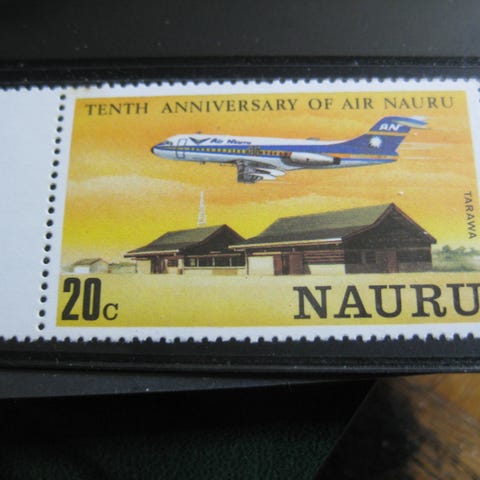 TENTH ANNIVERSARY OF AIR NAURU
AN
AIR NAURU
TARAWA
20c
NAURU